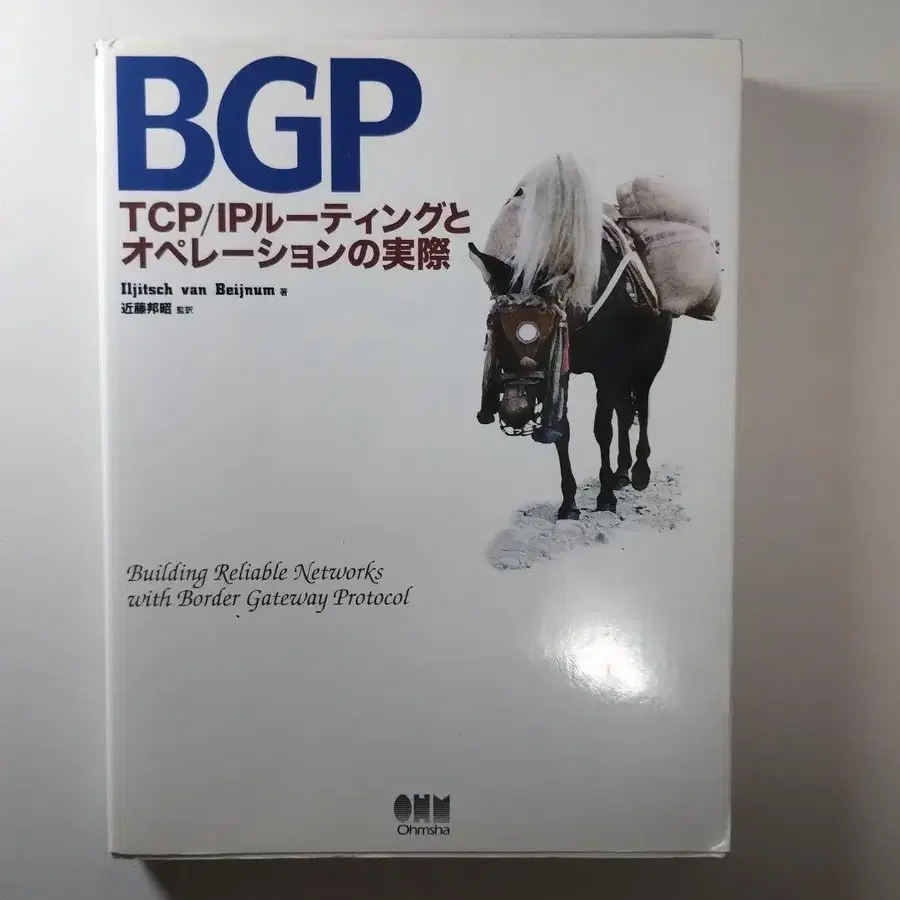 BGP
TCP/IPルーティングと
オペレーションの実際
Iljitsch van Beijnum 著
近藤邦昭 監訳
Building Reliable Networks
with Border Gateway Protocol
OHM
Ohmsha